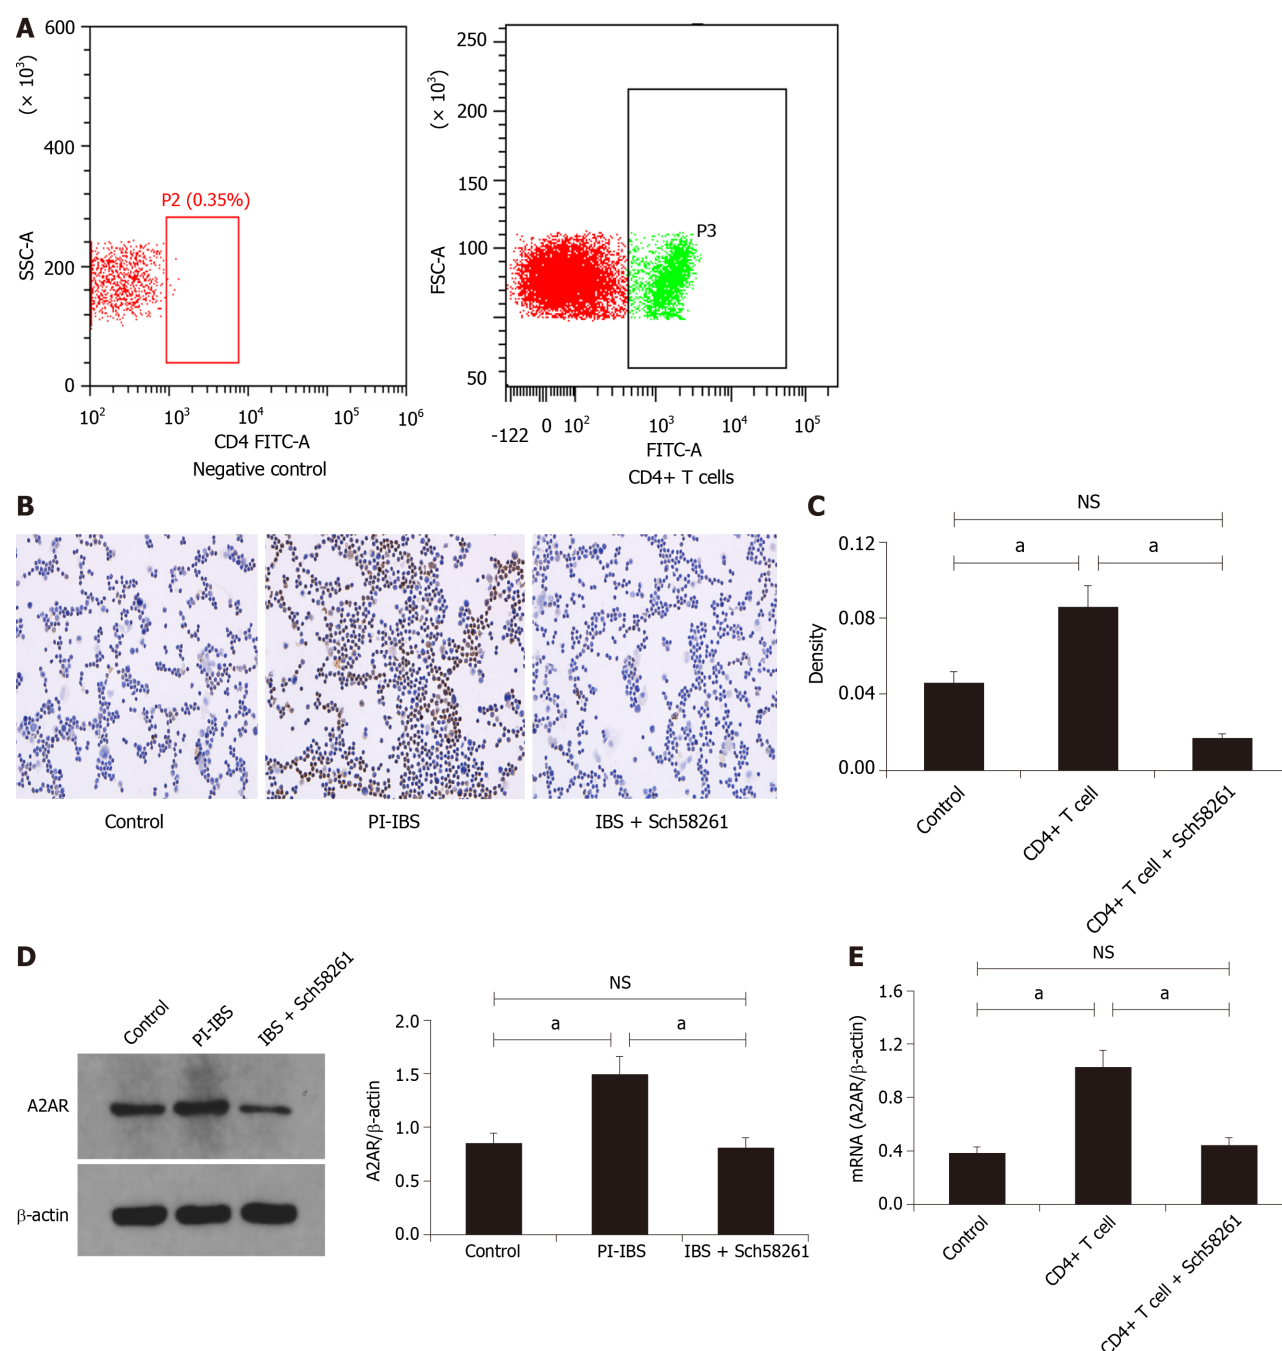 A
600
400
200
0
(× 10³)
SSC-A
P2 (0.35%)
10² 10³ 10⁴ 10⁵ 10⁶
CD4 FITC-A
Negative control
250
200
150
100
50
(× 10³)
FSC-A
P3
-122 0 10² 10³ 10⁴ 10⁵
FITC-A
CD4+ T cells
B
Control PI-IBS IBS + Sch58261
C
NS
a a
0.12
0.08
0.04
0.00
Density
Control
CD4+ T cell
CD4+ T cell + Sch58261
D
Control
PI-IBS
IBS + Sch58261
A2AR
β-actin
NS
a a
2.0
1.5
1.0
0.5
0.0
A2AR/β-actin
Control PI-IBS IBS + Sch58261
E
NS
a a
1.6
1.2
0.8
0.4
0.0
mRNA (A2AR/β-actin)
Control
CD4+ T cell
CD4+ T cell + Sch58261